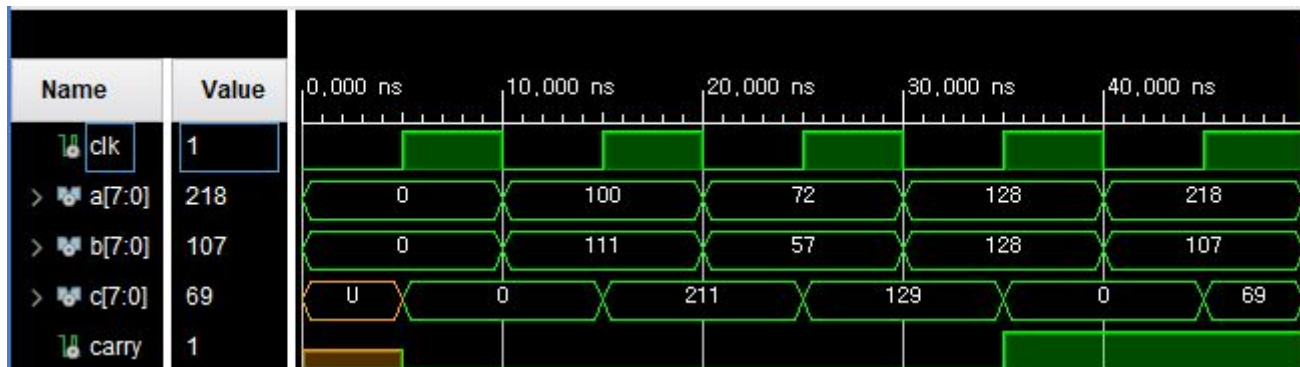 Name Value 0,000 ns 10,000 ns 20,000 ns 30,000 ns 40,000 ns
clk 1
a[7:0] 218 0 100 72 128 218
b[7:0] 107 0 111 57 128 107
c[7:0] 69 U 0 211 129 0 69
carry 1